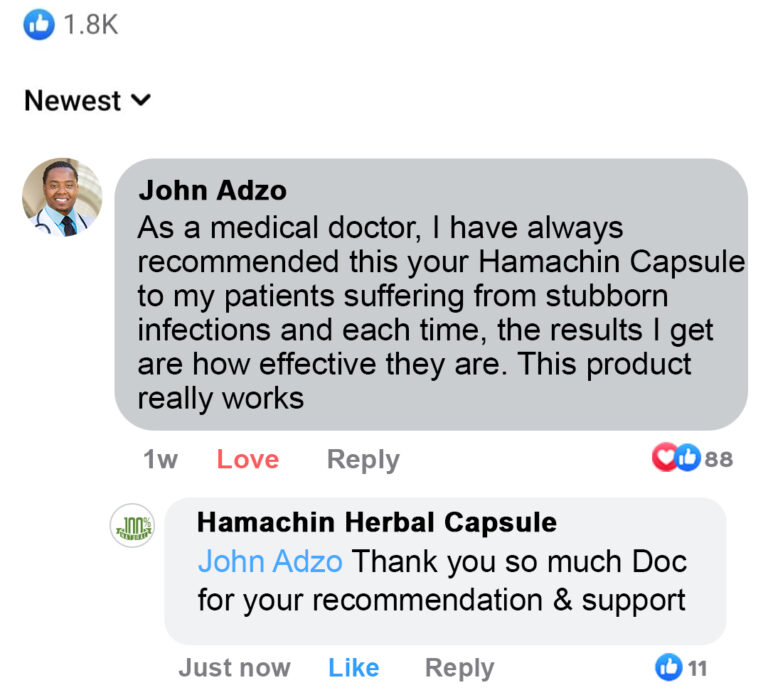 1.8K
Newest
John Adzo
As a medical doctor, I have always
recommended this your Hamachin Capsule
to my patients suffering from stubborn
infections and each time, the results I get
are how effective they are. This product
really works
1w Love Reply 88
100%
NATURAL
Hamachin Herbal Capsule
John Adzo Thank you so much Doc
for your recommendation & support
Just now Like Reply 11